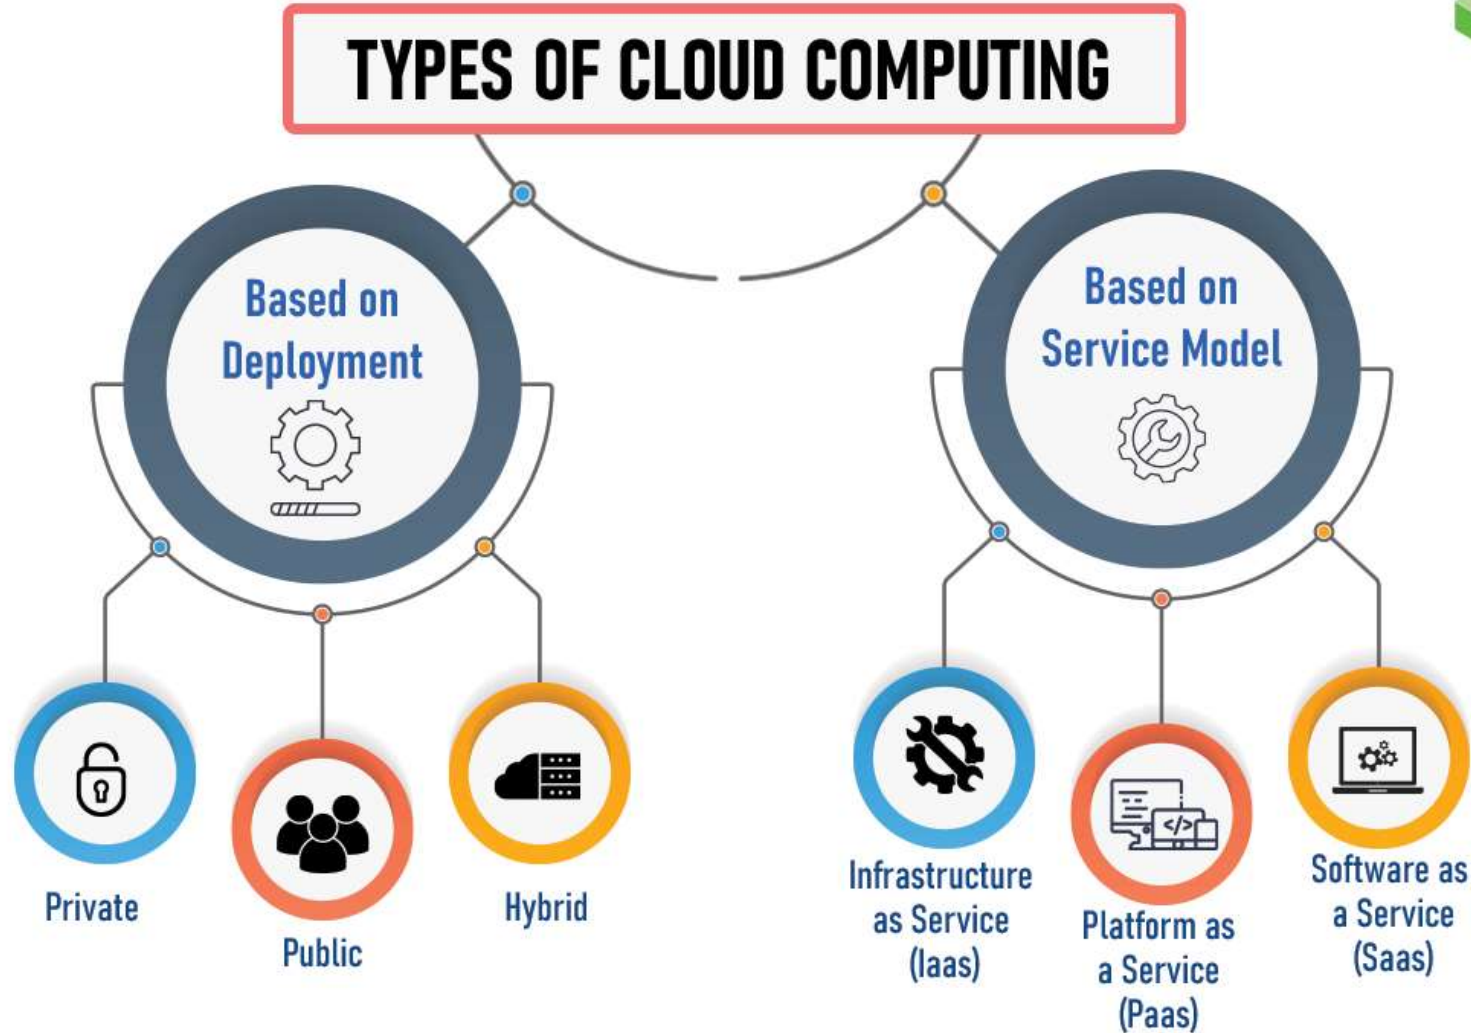 TYPES OF CLOUD COMPUTING
Based on
Deployment
Private
Public
Hybrid
Based on
Service Model
Infrastructure
as Service
(Iaas)
Platform as
a Service
(Paas)
Software as
a Service
(Saas)